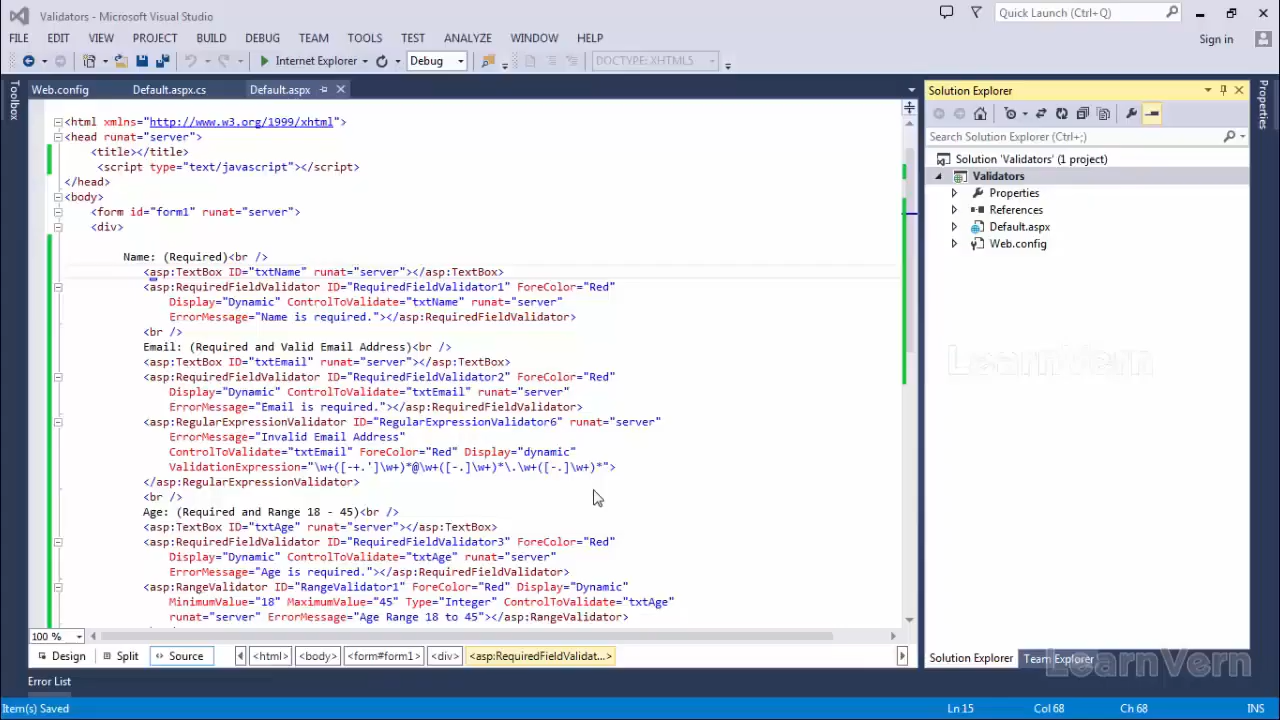 Validators - Microsoft Visual Studio
Quick Launch (Ctrl+Q)
FILE EDIT VIEW PROJECT BUILD DEBUG TEAM TOOLS TEST ANALYZE WINDOW HELP
Sign in
Internet Explorer Debug DOCTYPE: XHTML5
Toolbox
Web.config Default.aspx.cs Default.aspx
<html xmlns="http://www.w3.org/1999/xhtml">
<head runat="server">
<title></title>
<script type="text/javascript"></script>
</head>
<body>
<form id="form1" runat="server">
<div>
Name: (Required)<br />
<asp:TextBox ID="txtName" runat="server"></asp:TextBox>
<asp:RequiredFieldValidator ID="RequiredFieldValidator1" ForeColor="Red"
Display="Dynamic" ControlToValidate="txtName" runat="server"
ErrorMessage="Name is required."></asp:RequiredFieldValidator>
<br />
Email: (Required and Valid Email Address)<br />
<asp:TextBox ID="txtEmail" runat="server"></asp:TextBox>
<asp:RequiredFieldValidator ID="RequiredFieldValidator2" ForeColor="Red"
Display="Dynamic" ControlToValidate="txtEmail" runat="server"
ErrorMessage="Email is required."></asp:RequiredFieldValidator>
<asp:RegularExpressionValidator ID="RegularExpressionValidator6" runat="server"
ErrorMessage="Invalid Email Address"
ControlToValidate="txtEmail" ForeColor="Red" Display="dynamic"
ValidationExpression="\w+([-+.']\w+)*@\w+([-.]\w+)*\.\w+([-.]\w+)*">
</asp:RegularExpressionValidator>
<br />
Age: (Required and Range 18 - 45)<br />
<asp:TextBox ID="txtAge" runat="server"></asp:TextBox>
<asp:RequiredFieldValidator ID="RequiredFieldValidator3" ForeColor="Red"
Display="Dynamic" ControlToValidate="txtAge" runat="server"
ErrorMessage="Age is required."></asp:RequiredFieldValidator>
<asp:RangeValidator ID="RangeValidator1" ForeColor="Red" Display="Dynamic"
MinimumValue="18" MaximumValue="45" Type="Integer" ControlToValidate="txtAge"
runat="server" ErrorMessage="Age Range 18 to 45"></asp:RangeValidator>
100 %
Design Split Source <html> <body> <form#form1> <div> <asp:RequiredFieldValidat...>
Solution Explorer
Search Solution Explorer (Ctrl+;)
Solution 'Validators' (1 project)
Validators
Properties
References
Default.aspx
Web.config
LearnVern
Solution Explorer Team Explorer
LearnVern
Properties
Error List
Item(s) Saved Ln 15 Col 68 Ch 68 INS